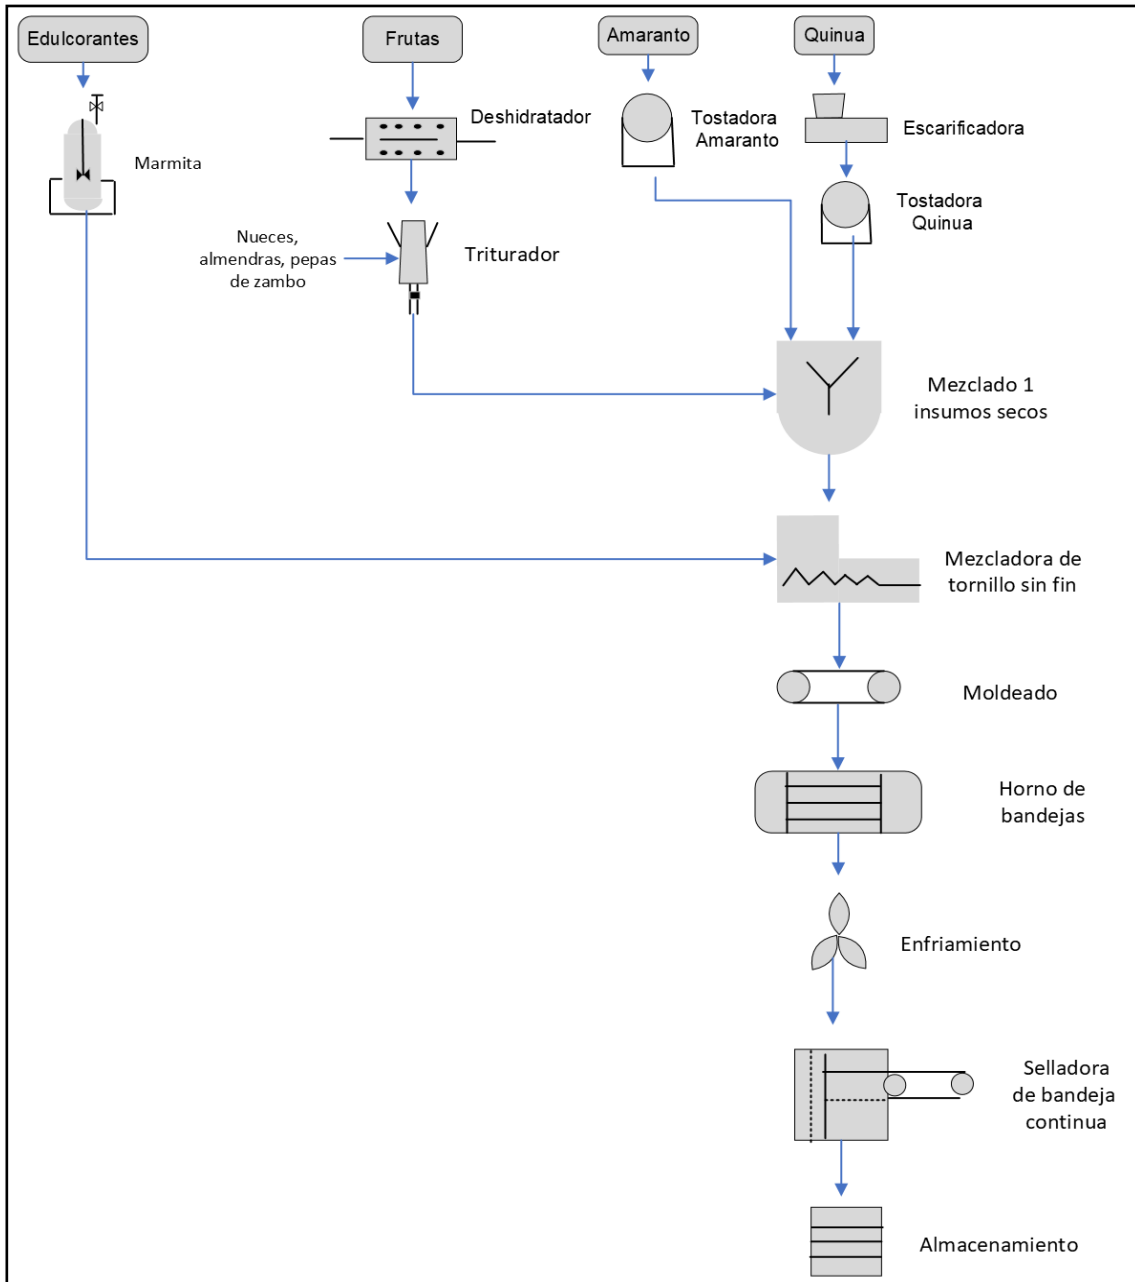 Edulcorantes
Frutas
Amaranto
Quinua
Deshidratador
Tostadora
Amaranto
Escarificadora
Marmita
Tostadora
Quinua
Nueces,
almendras, pepas
de zambo
Triturador
Mezclado 1
insumos secos
Mezcladora de
tornillo sin fin
Moldeado
Horno de
bandejas
Enfriamiento
Selladora
de bandeja
continua
Almacenamiento